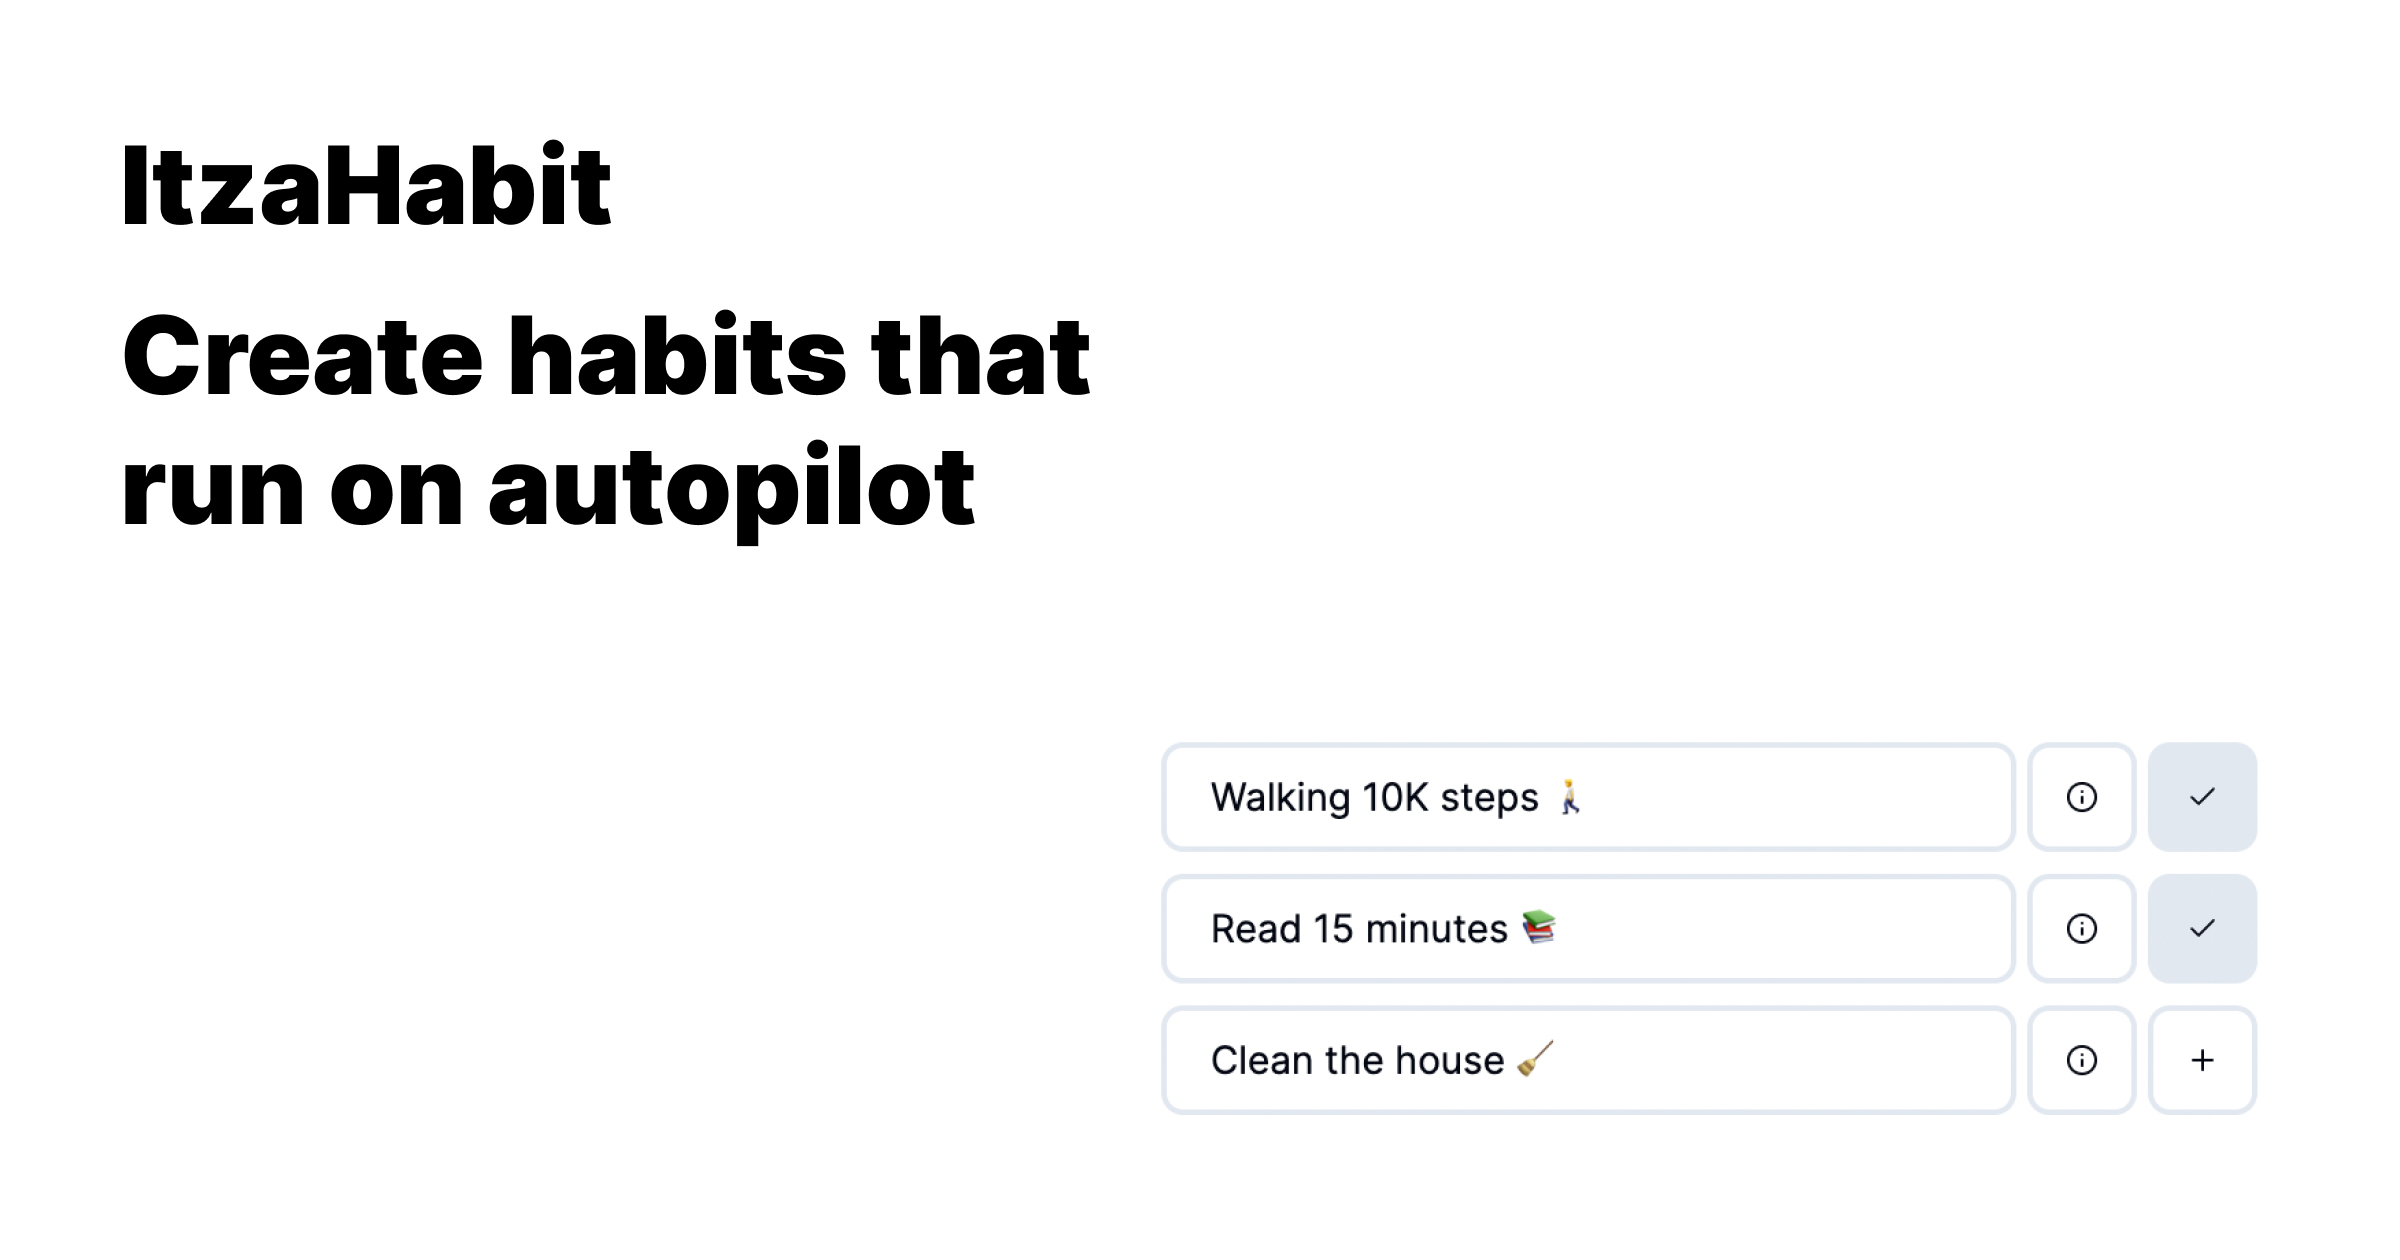 ItzaHabit
Create habits that
run on autopilot
Walking 10K steps 🚶
Read 15 minutes 📚
Clean the house 🧹